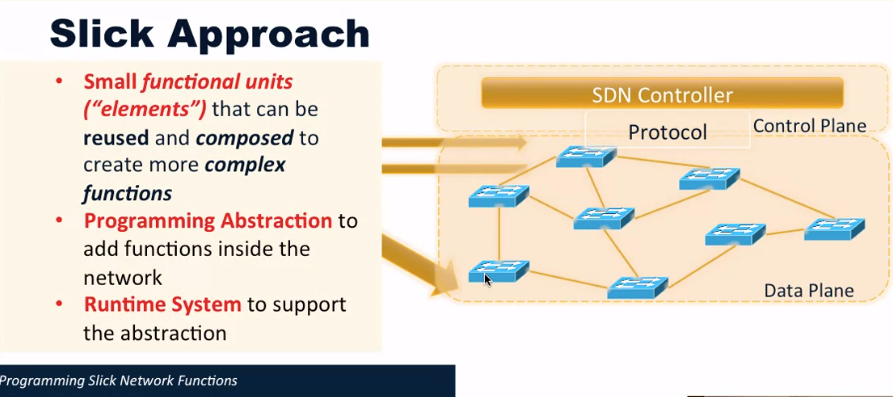 Slick Approach
• Small functional units
(“elements”) that can be
reused and composed to
create more complex
functions
• Programming Abstraction to
add functions inside the
network
• Runtime System to support
the abstraction
SDN Controller
Protocol
Control Plane
Data Plane
Programming Slick Network Functions